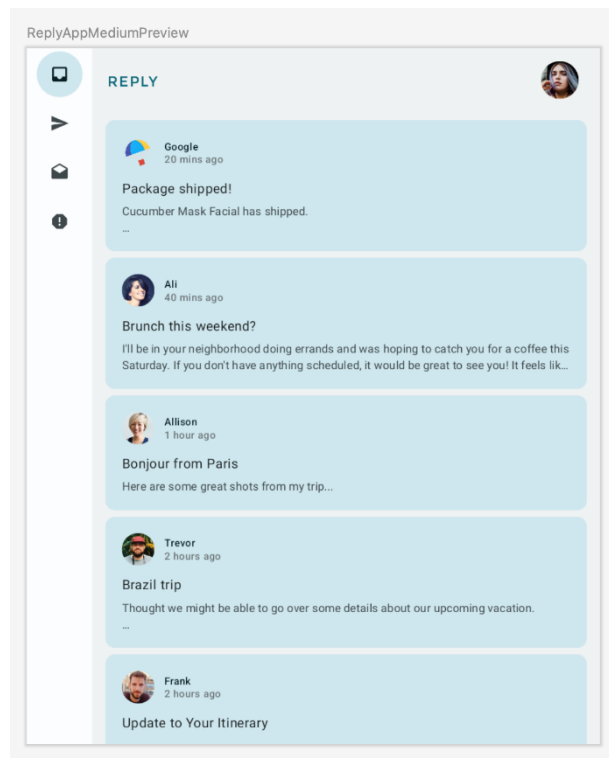 ReplyAppMediumPreview
REPLY
Google
20 mins ago
Package shipped!
Cucumber Mask Facial has shipped.
...
Ali
40 mins ago
Brunch this weekend?
I'll be in your neighborhood doing errands and was hoping to catch you for a coffee this
Saturday. If you don't have anything scheduled, it would be great to see you! It feels lik...
Allison
1 hour ago
Bonjour from Paris
Here are some great shots from my trip...
Trevor
2 hours ago
Brazil trip
Thought we might be able to go over some details about our upcoming vacation.
...
Frank
2 hours ago
Update to Your Itinerary